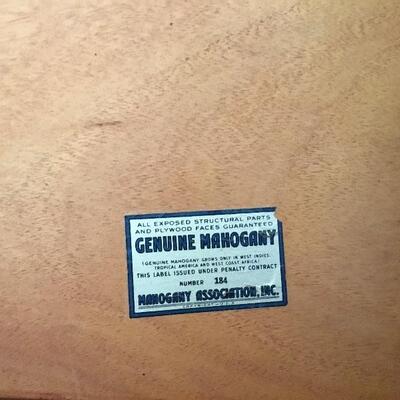 ALL EXPOSED STRUCTURAL PARTS
AND PLYWOOD FACES GUARANTEED
GENUINE MAHOGANY
(GENUINE MAHOGANY GROWS ONLY IN WEST INDIES,
TROPICAL AMERICA AND WEST COAST AFRICA)
THIS LABEL ISSUED UNDER PENALTY CONTRACT
NUMBER 184
MAHOGANY ASSOCIATION, INC.